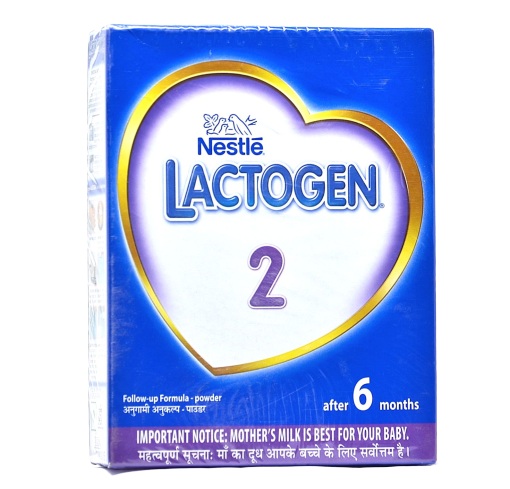 Nestlé
LACTOGEN®
2
Follow-up Formula - powder
अनुगामी अनुकल्प - पाउडर
after 6 months
IMPORTANT NOTICE: MOTHER'S MILK IS BEST FOR YOUR BABY.
महत्वपूर्ण सूचना: माँ का दूध आपके बच्चे के लिए सर्वोत्तम है।